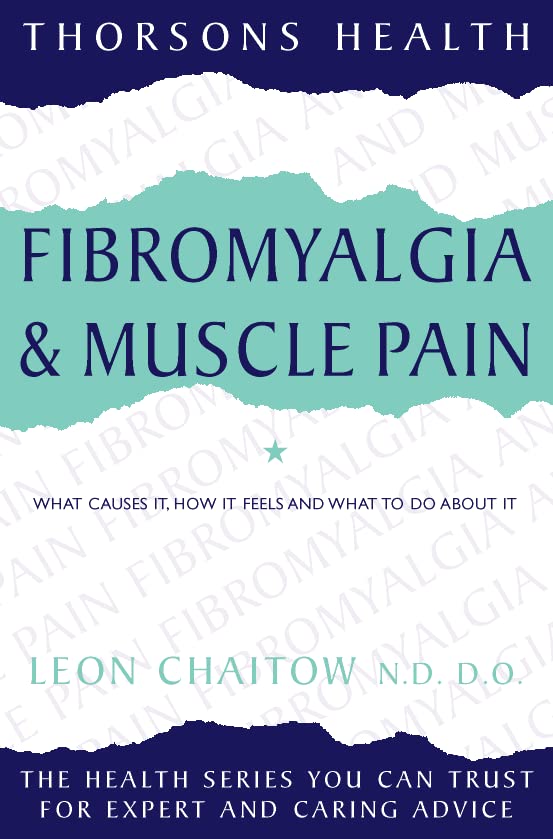 THORSONS HEALTH
FIBROMYALGIA
& MUSCLE PAIN
WHAT CAUSES IT, HOW IT FEELS AND WHAT TO DO ABOUT IT
LEON CHAITOW N.D. D.O.
THE HEALTH SERIES YOU CAN TRUST
FOR EXPERT AND CARING ADVICE